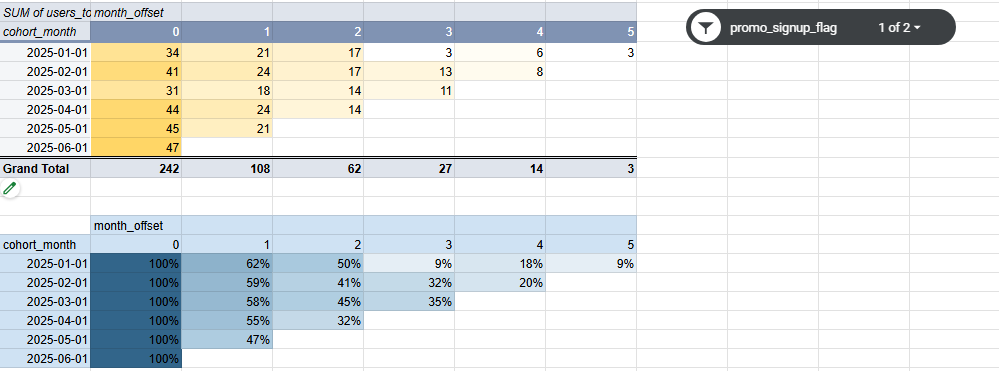 SUM of users_to month_offset
cohort_month 0 1 2 3 4 5
2025-01-01 34 21 17 3 6 3
2025-02-01 41 24 17 13 8
2025-03-01 31 18 14 11
2025-04-01 44 24 14
2025-05-01 45 21
2025-06-01 47
Grand Total 242 108 62 27 14 3
promo_signup_flag 1 of 2
month_offset
cohort_month 0 1 2 3 4 5
2025-01-01 100% 62% 50% 9% 18% 9%
2025-02-01 100% 59% 41% 32% 20%
2025-03-01 100% 58% 45% 35%
2025-04-01 100% 55% 32%
2025-05-01 100% 47%
2025-06-01 100%